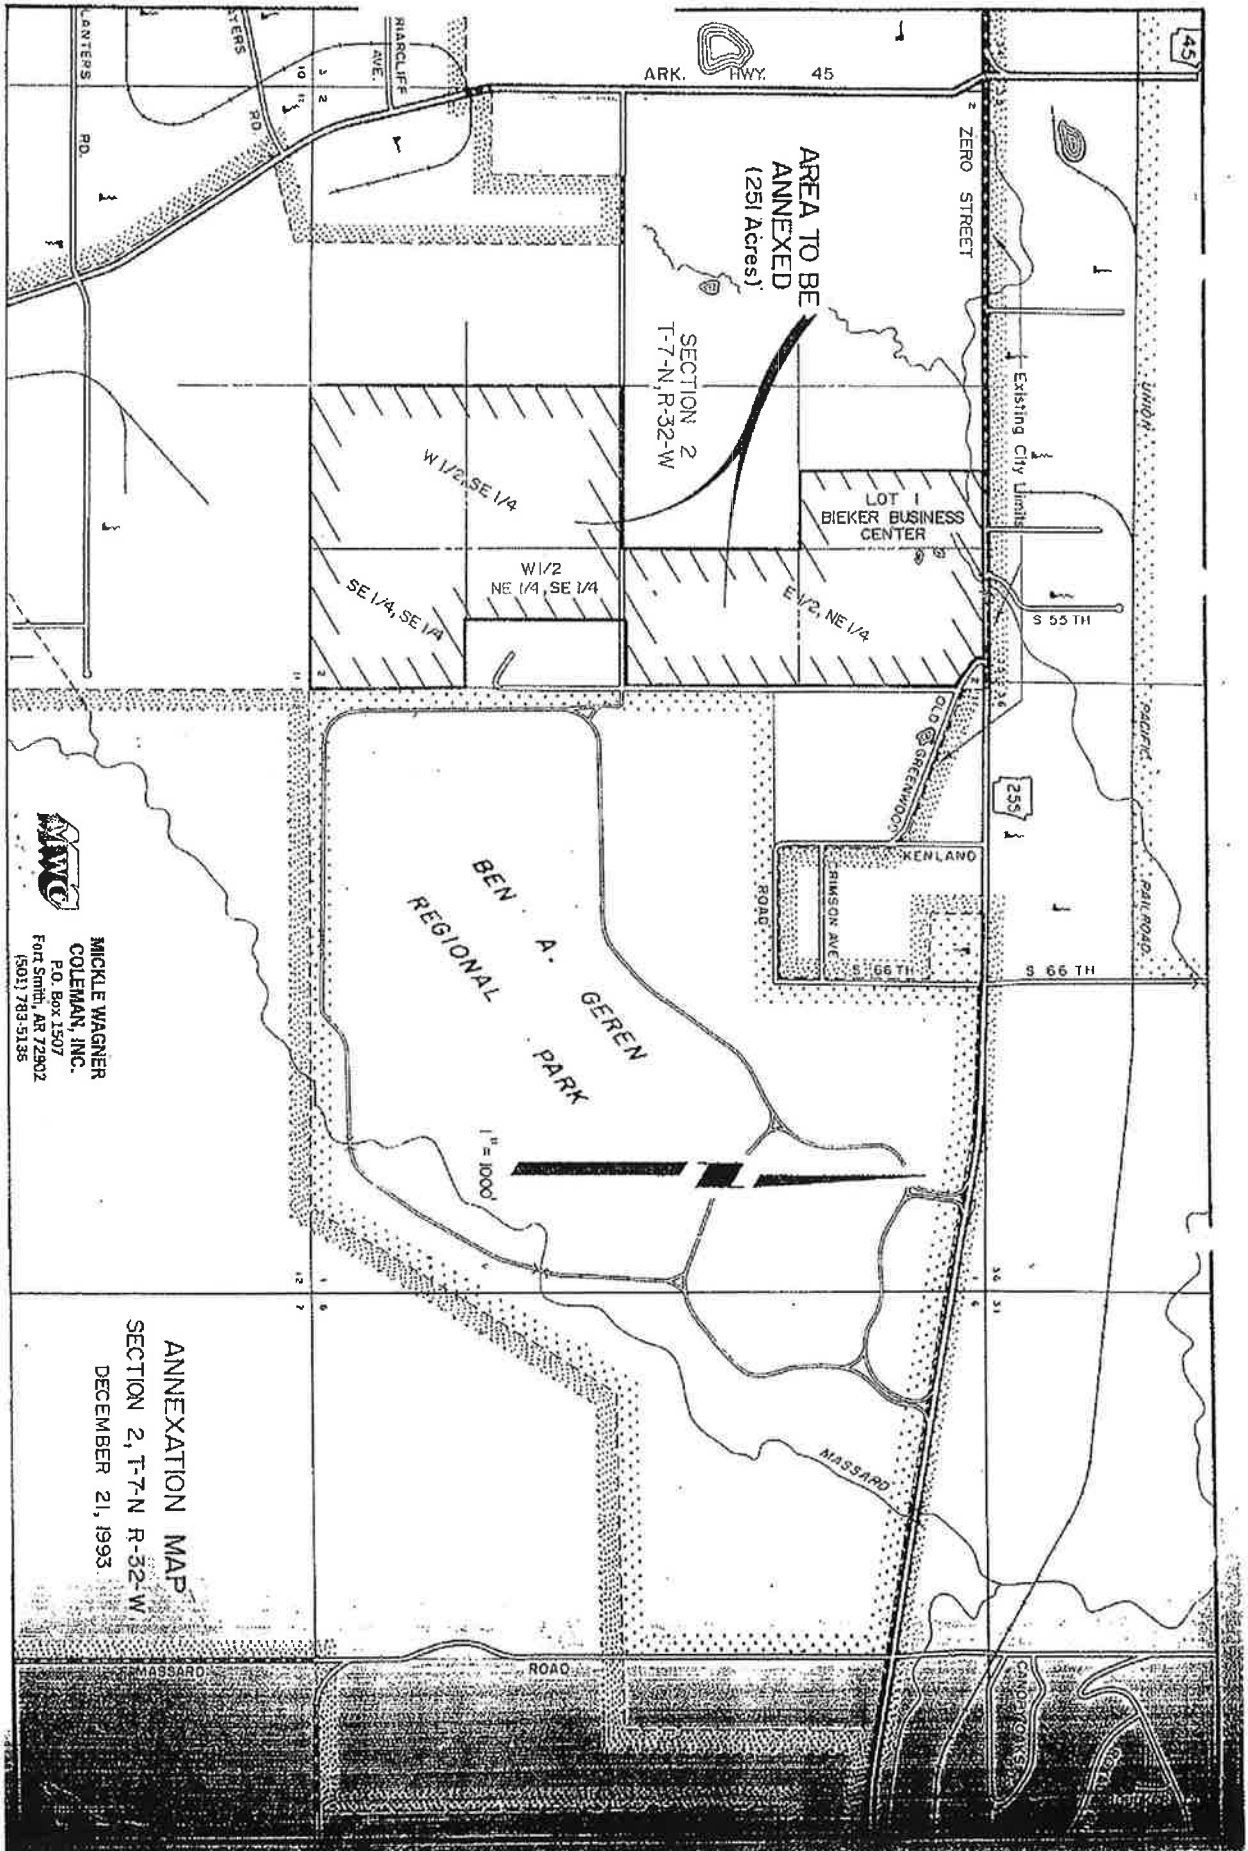 45
ARK. HWY. 45
ZERO STREET
RIARCLIFF
AVE.
YERS
RD.
LANTERS
RD.
AREA TO BE
ANNEXED
(251 Acres)
SECTION 2
T-7-N, R-32-W
Existing City Limits
UNION
PACIFIC
RAILROAD
LOT 1
BIEKER BUSINESS
CENTER
W 1/2, SE 1/4
W 1/2
NE 1/4, SE 1/4
SE 1/4, SE 1/4
E 1/2, NE 1/4
S 55 TH
OLD GREENWOOD
ROAD
255
KENLAND
CRIMSON AVE
S 66 TH
S 66 TH
BEN A. GEREN
REGIONAL PARK
1" = 1000'
MWC
MICKLE WAGNER
COLEMAN, INC.
P.O. Box 1507
Fort Smith, AR 72902
(501) 783-5135
MASSARD
MASSARD
ROAD
ANNEXATION MAP
SECTION 2, T-7-N R-32-W
DECEMBER 21, 1993